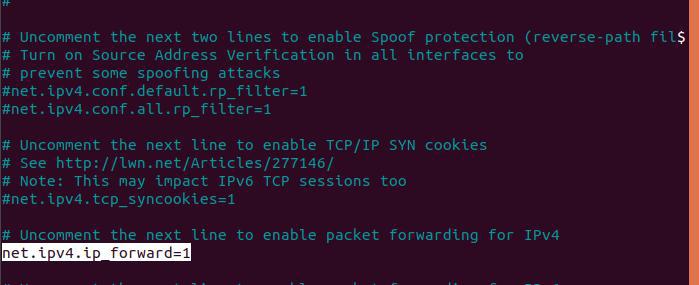 #
# Uncomment the next two lines to enable Spoof protection (reverse-path fil$
# Turn on Source Address Verification in all interfaces to
# prevent some spoofing attacks
#net.ipv4.conf.default.rp_filter=1
#net.ipv4.conf.all.rp_filter=1
# Uncomment the next line to enable TCP/IP SYN cookies
# See http://lwn.net/Articles/277146/
# Note: This may impact IPv6 TCP sessions too
#net.ipv4.tcp_syncookies=1
# Uncomment the next line to enable packet forwarding for IPv4
net.ipv4.ip_forward=1